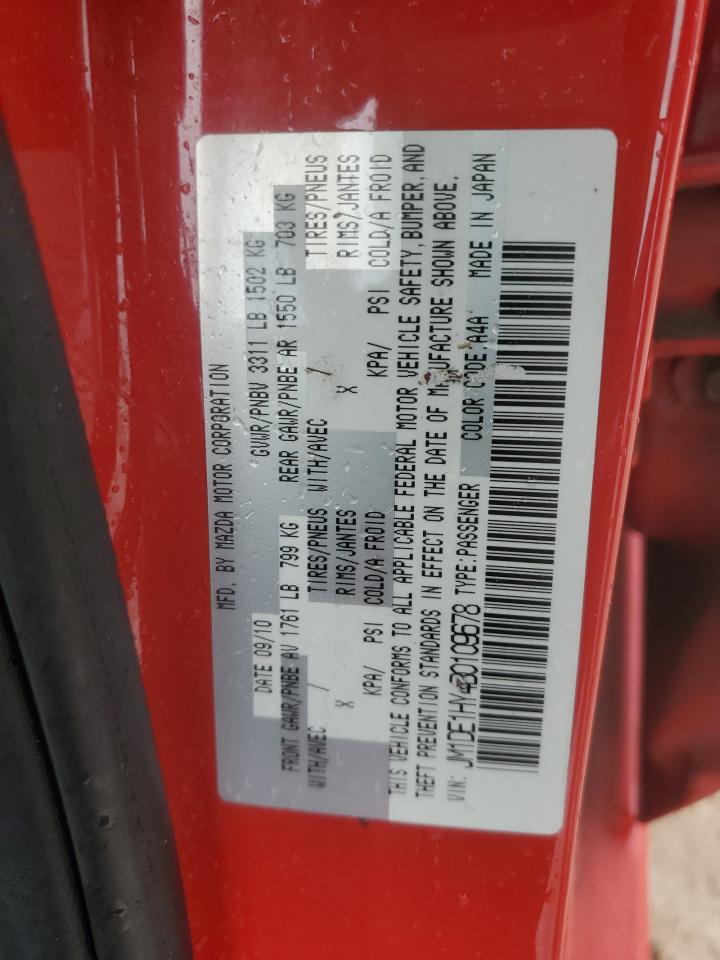 MFD. BY MAZDA MOTOR CORPORATION
DATE 09/10 GVWR/PNBV 3311 LB 1502 KG
FRONT GAWR/PNBE AV 1761 LB 799 KG REAR GAWR/PNBE AR 1550 LB 703 KG
WITH/AVEC / TIRES/PNEUS WITH/AVEC / TIRES/PNEUS
X RIMS/JANTES X RIMS/JANTES
KPA/ PSI COLD/A FROID KPA/ PSI COLD/A FROID
THIS VEHICLE CONFORMS TO ALL APPLICABLE FEDERAL MOTOR VEHICLE SAFETY,BUMPER,AND
THEFT PREVENTION STANDARDS IN EFFECT ON THE DATE OF MANUFACTURE SHOWN ABOVE.
VIN: JM1DE1HY4B0109678 TYPE:PASSENGER COLOR CODE:A4A MADE IN JAPAN